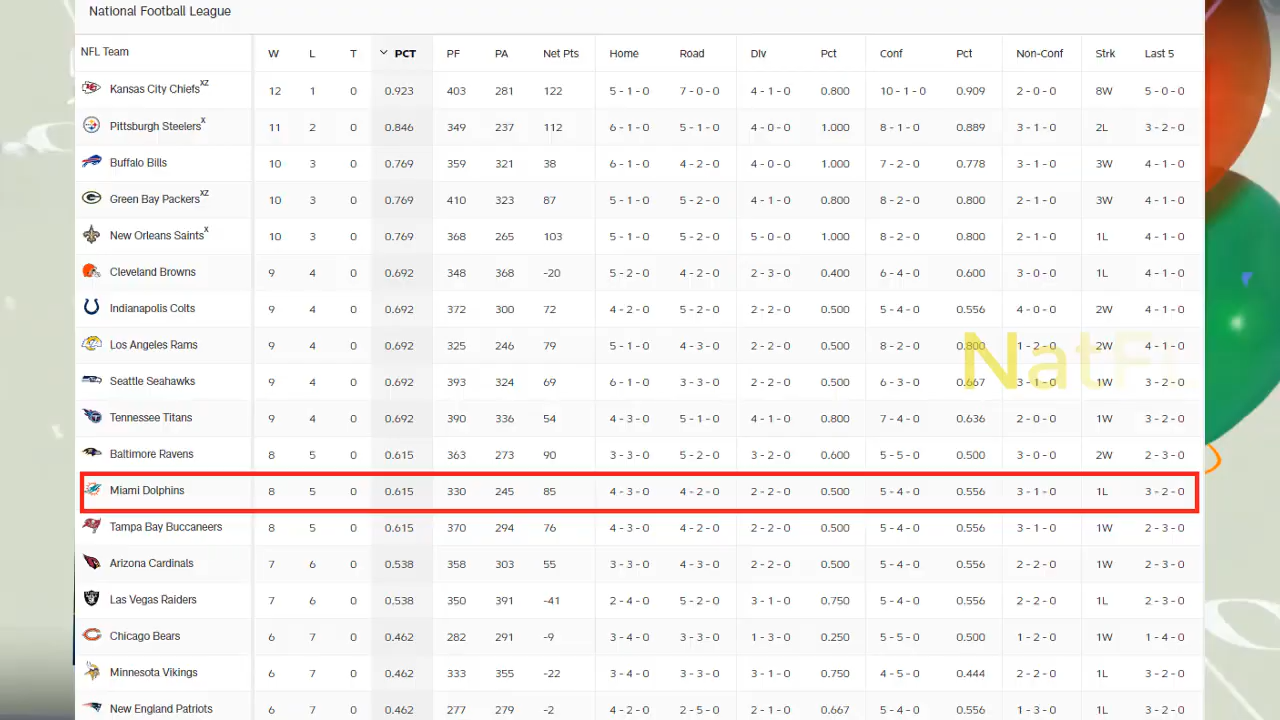 National Football League
NFL Team W L T PCT PF PA Net Pts Home Road Div Pct Conf Pct Non-Conf Strk Last 5
Kansas City Chiefs XZ 12 1 0 0.923 403 281 122 5 - 1 - 0 7 - 0 - 0 4 - 1 - 0 0.800 10 - 1 - 0 0.909 2 - 0 - 0 8W 5 - 0 - 0
Pittsburgh Steelers X 11 2 0 0.846 349 237 112 6 - 1 - 0 5 - 1 - 0 4 - 0 - 0 1.000 8 - 1 - 0 0.889 3 - 1 - 0 2L 3 - 2 - 0
Buffalo Bills 10 3 0 0.769 359 321 38 6 - 1 - 0 4 - 2 - 0 4 - 0 - 0 1.000 7 - 2 - 0 0.778 3 - 1 - 0 3W 4 - 1 - 0
Green Bay Packers XZ 10 3 0 0.769 410 323 87 5 - 1 - 0 5 - 2 - 0 4 - 1 - 0 0.800 8 - 2 - 0 0.800 2 - 1 - 0 3W 4 - 1 - 0
New Orleans Saints X 10 3 0 0.769 368 265 103 5 - 1 - 0 5 - 2 - 0 5 - 0 - 0 1.000 8 - 2 - 0 0.800 2 - 1 - 0 1L 4 - 1 - 0
Cleveland Browns 9 4 0 0.692 348 368 -20 5 - 2 - 0 4 - 2 - 0 2 - 3 - 0 0.400 6 - 4 - 0 0.600 3 - 0 - 0 1L 4 - 1 - 0
Indianapolis Colts 9 4 0 0.692 372 300 72 4 - 2 - 0 5 - 2 - 0 2 - 2 - 0 0.500 5 - 4 - 0 0.556 4 - 0 - 0 2W 4 - 1 - 0
Los Angeles Rams 9 4 0 0.692 325 246 79 5 - 1 - 0 4 - 3 - 0 2 - 2 - 0 0.500 8 - 2 - 0 0.800 1 - 2 - 0 2W 4 - 1 - 0
Nat
Seattle Seahawks 9 4 0 0.692 393 324 69 6 - 1 - 0 3 - 3 - 0 2 - 2 - 0 0.500 6 - 3 - 0 0.667 3 - 1 - 0 1W 3 - 2 - 0
Tennessee Titans 9 4 0 0.692 390 336 54 4 - 3 - 0 5 - 1 - 0 4 - 1 - 0 0.800 7 - 4 - 0 0.636 2 - 0 - 0 1W 3 - 2 - 0
Baltimore Ravens 8 5 0 0.615 363 273 90 3 - 3 - 0 5 - 2 - 0 3 - 2 - 0 0.600 5 - 5 - 0 0.500 3 - 0 - 0 2W 2 - 3 - 0
Miami Dolphins 8 5 0 0.615 330 245 85 4 - 3 - 0 4 - 2 - 0 2 - 2 - 0 0.500 5 - 4 - 0 0.556 3 - 1 - 0 1L 3 - 2 - 0
Tampa Bay Buccaneers 8 5 0 0.615 370 294 76 4 - 3 - 0 4 - 2 - 0 2 - 2 - 0 0.500 5 - 4 - 0 0.556 3 - 1 - 0 1W 2 - 3 - 0
Arizona Cardinals 7 6 0 0.538 358 303 55 3 - 3 - 0 4 - 3 - 0 2 - 2 - 0 0.500 5 - 4 - 0 0.556 2 - 2 - 0 1W 2 - 3 - 0
Las Vegas Raiders 7 6 0 0.538 350 391 -41 2 - 4 - 0 5 - 2 - 0 3 - 1 - 0 0.750 5 - 4 - 0 0.556 2 - 2 - 0 1L 2 - 3 - 0
Chicago Bears 6 7 0 0.462 282 291 -9 3 - 4 - 0 3 - 3 - 0 1 - 3 - 0 0.250 5 - 5 - 0 0.500 1 - 2 - 0 1W 1 - 4 - 0
Minnesota Vikings 6 7 0 0.462 333 355 -22 3 - 4 - 0 3 - 3 - 0 3 - 1 - 0 0.750 4 - 5 - 0 0.444 2 - 2 - 0 1L 3 - 2 - 0
New England Patriots 6 7 0 0.462 277 279 -2 4 - 2 - 0 2 - 5 - 0 2 - 1 - 0 0.667 5 - 4 - 0 0.556 1 - 3 - 0 1L 3 - 2 - 0